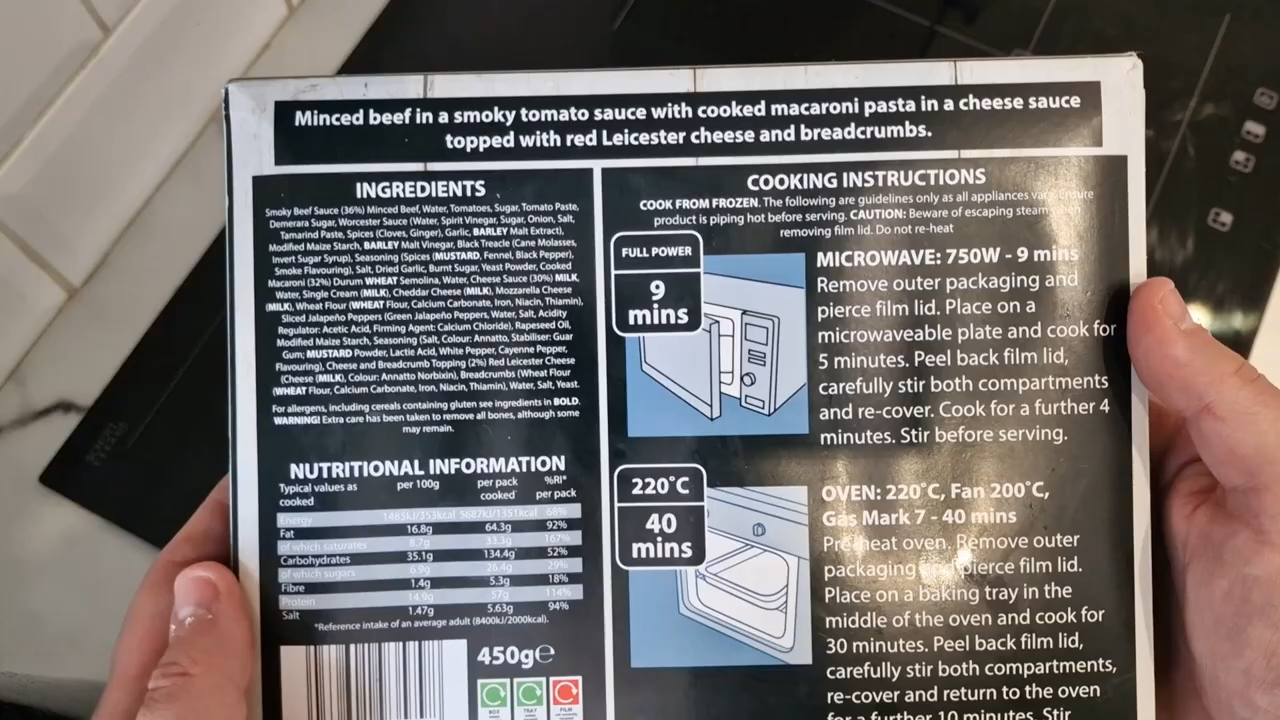 Minced beef in a smoky tomato sauce with cooked macaroni pasta in a cheese sauce
topped with red Leicester cheese and breadcrumbs.
INGREDIENTS
Smoky Beef Sauce (36%) Minced Beef, Water, Tomatoes, Sugar, Tomato Paste,
Demerara Sugar, Worcester Sauce (Water, Spirit Vinegar, Sugar, Onion, Salt,
Tamarind Paste, Spices (Cloves, Ginger), Garlic, BARLEY Malt Extract),
Modified Maize Starch, BARLEY Malt Vinegar, Black Treacle (Cane Molasses,
Invert Sugar Syrup), Seasoning (Spices (MUSTARD, Fennel, Black Pepper),
Smoke Flavouring), Salt, Dried Garlic, Burnt Sugar, Yeast Powder, Cooked
Macaroni (32%) Durum WHEAT Semolina, Water, Cheese Sauce (30%) MILK,
Water, Single Cream (MILK), Cheddar Cheese (MILK), Mozzarella Cheese
(MILK), Wheat Flour (WHEAT Flour, Calcium Carbonate, Iron, Niacin, Thiamin),
Sliced Jalapeño Peppers (Green Jalapeño Peppers, Water, Salt, Acidity
Regulator: Acetic Acid, Firming Agent: Calcium Chloride), Rapeseed Oil,
Modified Maize Starch, Seasoning (Salt, Colour: Annatto, Stabiliser: Guar
Gum; MUSTARD Powder, Lactic Acid, White Pepper, Cayenne Pepper,
Flavouring), Cheese and Breadcrumb Topping (2%) Red Leicester Cheese
(Cheese (MILK), Colour: Annatto Norbixin), Breadcrumbs (Wheat Flour
(WHEAT Flour, Calcium Carbonate, Iron, Niacin, Thiamin), Water, Salt, Yeast.
For allergens, including cereals containing gluten see ingredients in BOLD.
WARNING! Extra care has been taken to remove all bones, although some
may remain.
NUTRITIONAL INFORMATION
Typical values as cooked per 100g per pack cooked %RI* per pack
Energy 1485kJ/353kcal 5687kJ/1351kcal 68%
Fat 16.8g 64.3g 92%
of which saturates 8.7g 33.3g 167%
Carbohydrates 35.1g 134.4g 52%
of which sugars 6.9g 26.4g 29%
Fibre 1.4g 5.3g 18%
Protein 14.9g 57g 114%
Salt 1.47g 5.63g 94%
*Reference intake of an average adult (8400kJ/2000kcal).
450g℮
BOX
TRAY
FILM
COOKING INSTRUCTIONS
COOK FROM FROZEN. The following are guidelines only as all appliances vary. Ensure
product is piping hot before serving. CAUTION: Beware of escaping steam when
removing film lid. Do not re-heat
FULL POWER
9
mins
MICROWAVE: 750W - 9 mins
Remove outer packaging and
pierce film lid. Place on a
microwaveable plate and cook for
5 minutes. Peel back film lid,
carefully stir both compartments
and re-cover. Cook for a further 4
minutes. Stir before serving.
220°C
40
mins
OVEN: 220°C, Fan 200°C,
Gas Mark 7 - 40 mins
Pre-heat oven. Remove outer
packaging and pierce film lid.
Place on a baking tray in the
middle of the oven and cook for
30 minutes. Peel back film lid,
carefully stir both compartments,
re-cover and return to the oven
for a further 10 minutes. Stir